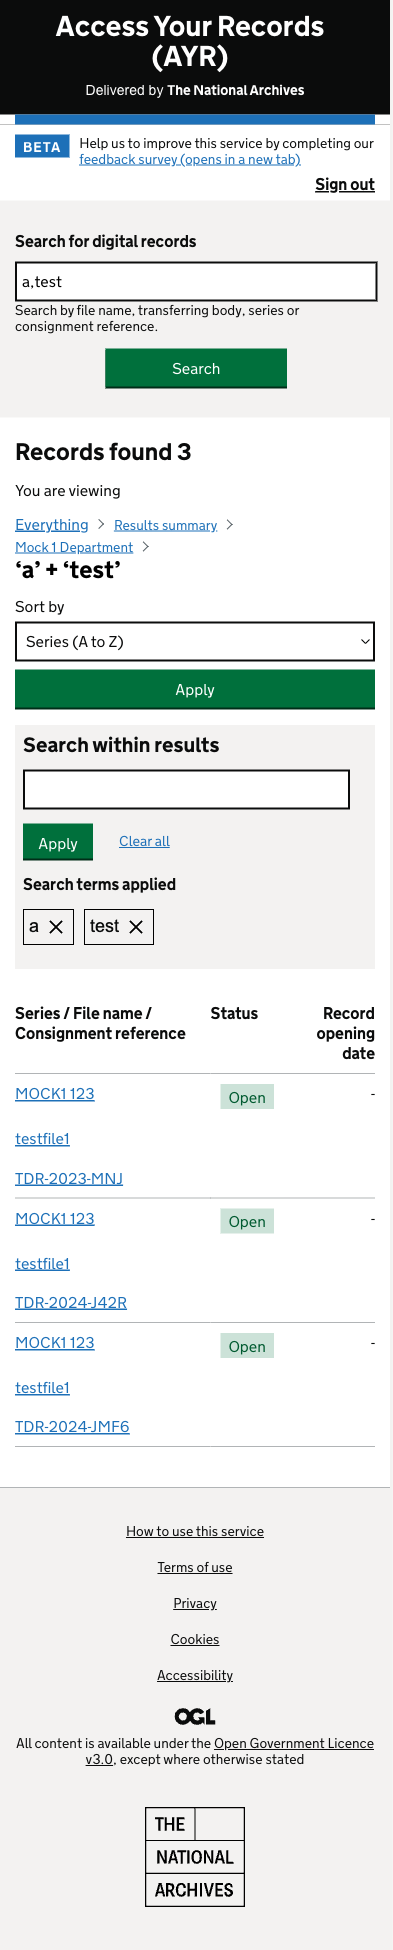 Access Your Records
(AYR)
Delivered by The National Archives
BETA
Help us to improve this service by completing our
feedback survey (opens in a new tab)
Sign out
Search for digital records
a,test
Search by file name, transferring body, series or
consignment reference.
Search
Records found 3
You are viewing
Everything > Results summary >
Mock 1 Department >
‘a’ + ‘test’
Sort by
Series (A to Z)
Apply
Search within results
Apply
Clear all
Search terms applied
a
test
Series / File name /
Consignment reference
Status
Record
opening
date
MOCK1 123
Open
-
testfile1
TDR-2023-MNJ
MOCK1 123
Open
-
testfile1
TDR-2024-J42R
MOCK1 123
Open
-
testfile1
TDR-2024-JMF6
How to use this service
Terms of use
Privacy
Cookies
Accessibility
OGL
All content is available under the Open Government Licence
v3.0, except where otherwise stated
THE
NATIONAL
ARCHIVES